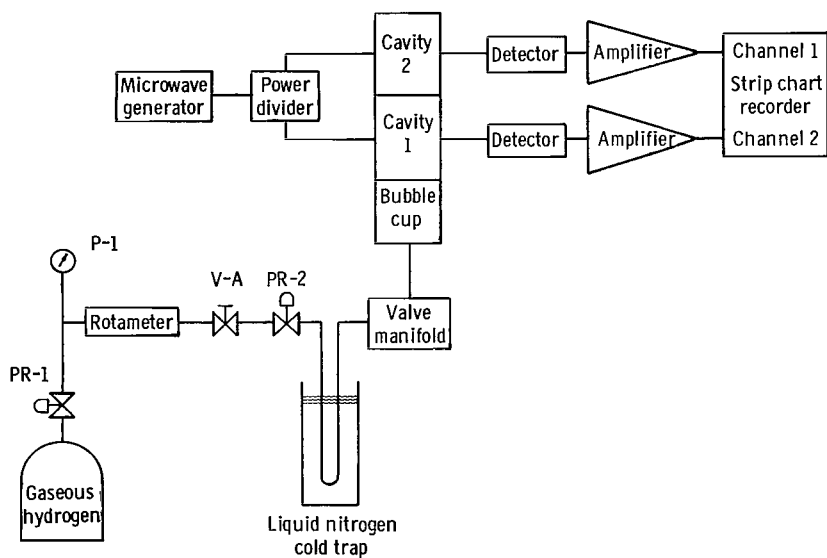 Cavity
2
Detector
Amplifier
Channel 1
Strip chart
recorder
Channel 2
Microwave
generator
Power
divider
Cavity
1
Detector
Amplifier
Bubble
cup
P-1
V-A
PR-2
Rotameter
Valve
manifold
PR-1
Gaseous
hydrogen
Liquid nitrogen
cold trap